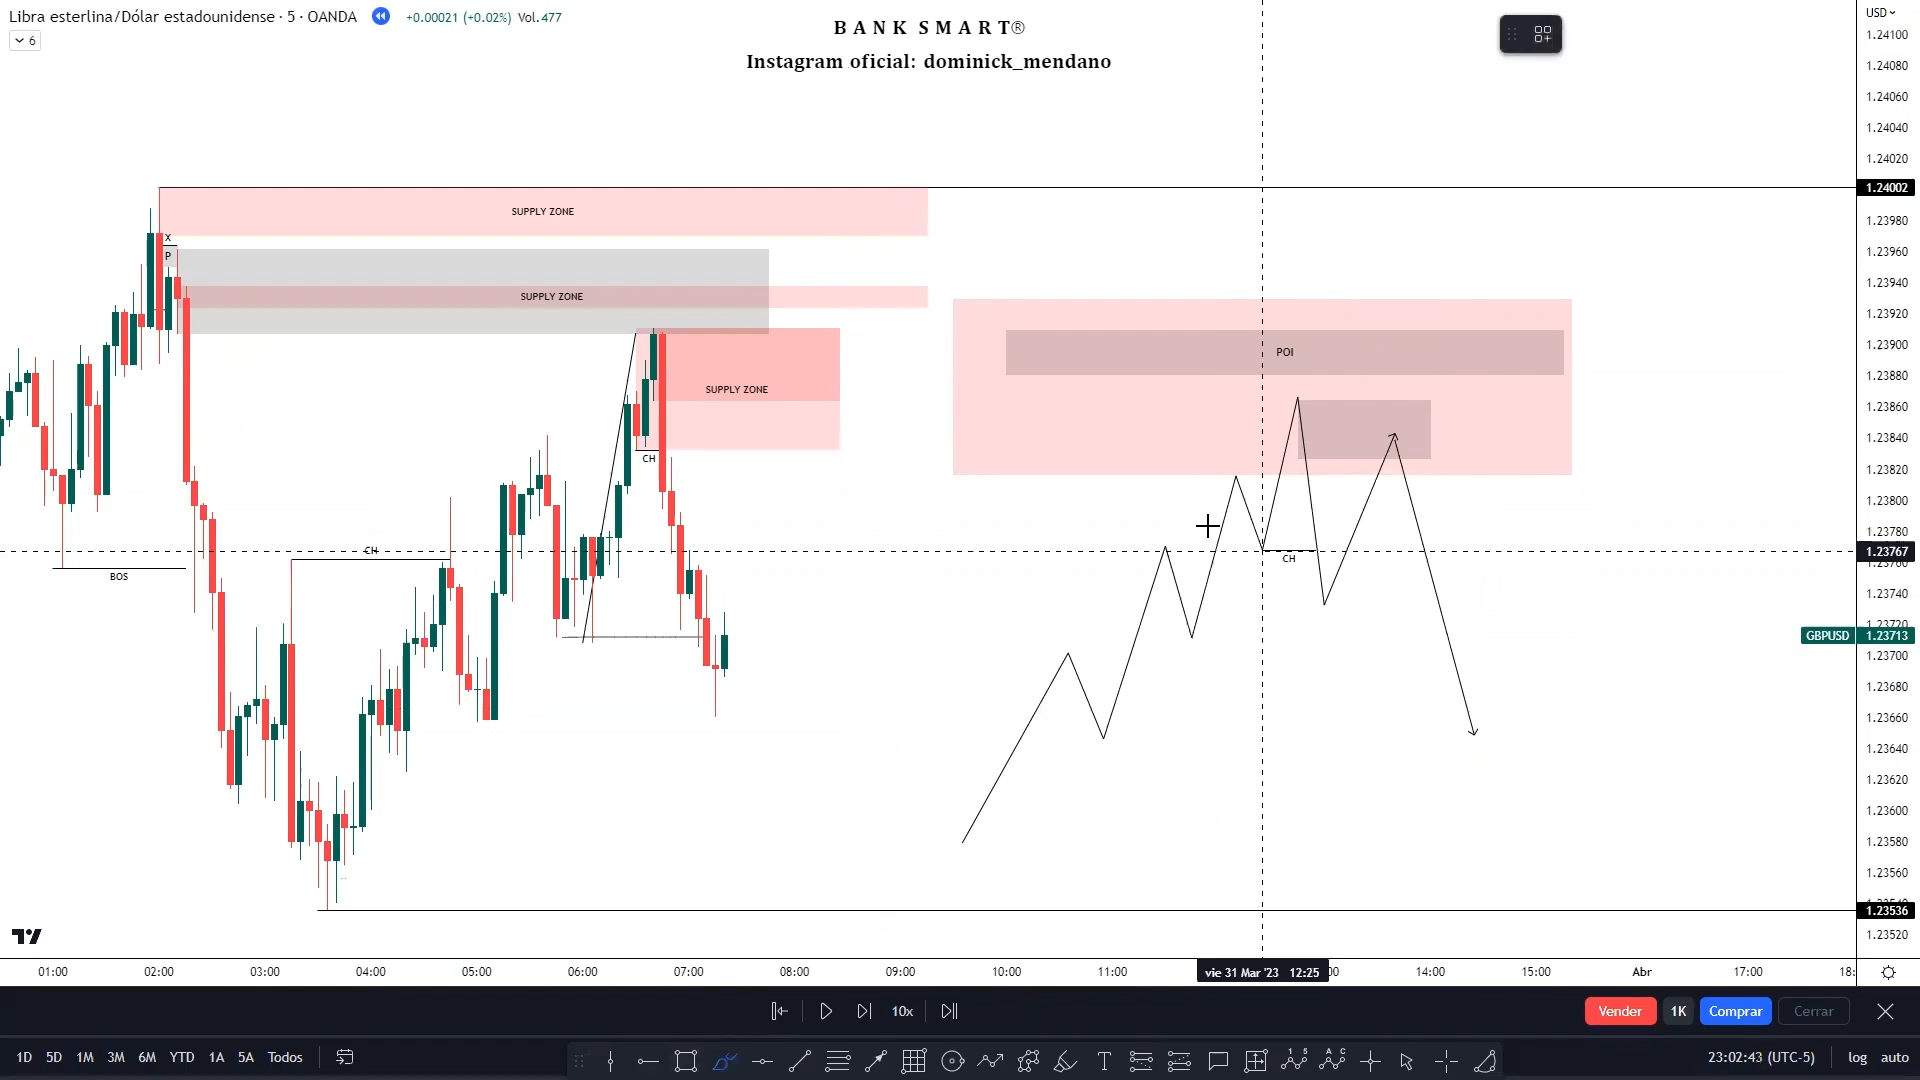 Libra esterlina/Dólar estadounidense · 5 · OANDA
+0.00021 (+0.02%) Vol.477
6
B A N K S M A R T®
Instagram oficial: dominick_mendano
USD
1.24100
1.24080
1.24060
1.24040
1.24020
1.24002
1.23980
1.23960
1.23940
1.23920
1.23900
1.23880
1.23860
1.23840
1.23820
1.23800
1.23780
1.23767
1.23760
1.23740
1.23720
GBPUSD 1.23713
1.23700
1.23680
1.23660
1.23640
1.23620
1.23600
1.23580
1.23560
1.23536
1.23520
SUPPLY ZONE
X
P
SUPPLY ZONE
SUPPLY ZONE
CH
CH
BOS
POI
CH
01:00 02:00 03:00 04:00 05:00 06:00 07:00 08:00 09:00 10:00 11:00 vie 31 Mar '23 12:25 14:00 15:00 Abr 17:00 18:
10x
Vender 1K Comprar Cerrar
1D 5D 1M 3M 6M YTD 1A 5A Todos
23:02:43 (UTC-5) log auto